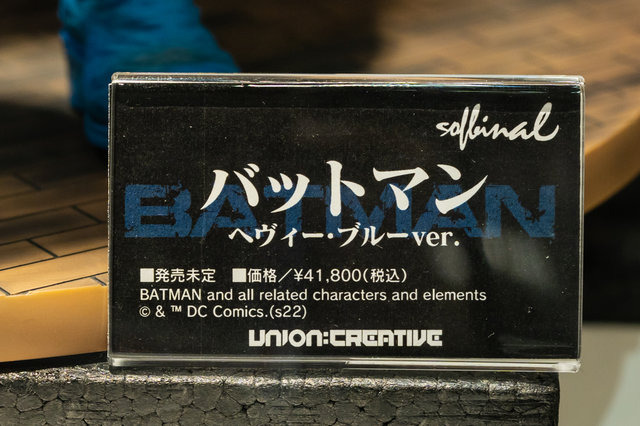 sofbinal
バットマン
BATMAN
ヘヴィー・ブルーver.
■発売未定 ■価格／¥41,800(税込)
BATMAN and all related characters and elements
© & ™ DC Comics.(s22)
UNION:CREATIVE